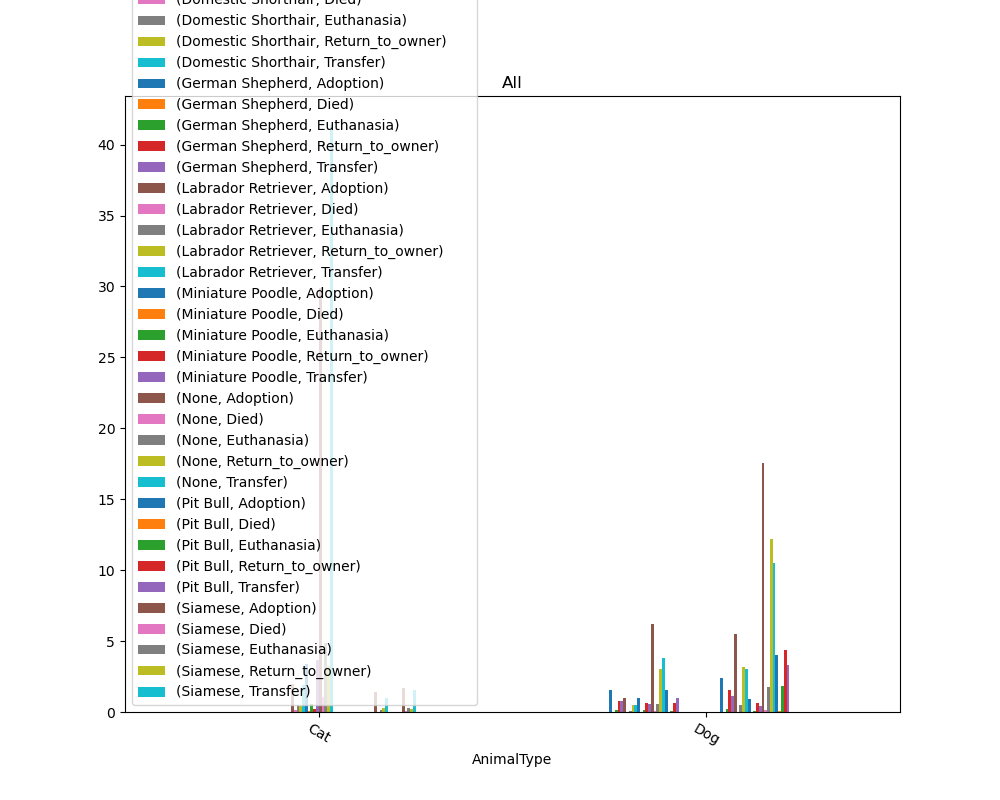 (Domestic Shorthair, Died)
(Domestic Shorthair, Euthanasia)
(Domestic Shorthair, Return_to_owner)
(Domestic Shorthair, Transfer)
(German Shepherd, Adoption)
All
(German Shepherd, Died)
(German Shepherd, Euthanasia)
(German Shepherd, Return_to_owner)
(German Shepherd, Transfer)
(Labrador Retriever, Adoption)
(Labrador Retriever, Died)
(Labrador Retriever, Euthanasia)
(Labrador Retriever, Return_to_owner)
(Labrador Retriever, Transfer)
(Miniature Poodle, Adoption)
(Miniature Poodle, Died)
(Miniature Poodle, Euthanasia)
(Miniature Poodle, Return_to_owner)
(Miniature Poodle, Transfer)
(None, Adoption)
(None, Died)
(None, Euthanasia)
(None, Return_to_owner)
(None, Transfer)
(Pit Bull, Adoption)
(Pit Bull, Died)
(Pit Bull, Euthanasia)
(Pit Bull, Return_to_owner)
(Pit Bull, Transfer)
(Siamese, Adoption)
(Siamese, Died)
(Siamese, Euthanasia)
(Siamese, Return_to_owner)
(Siamese, Transfer)
40
35
30
25
20
15
10
5
0
Cat
Dog
AnimalType